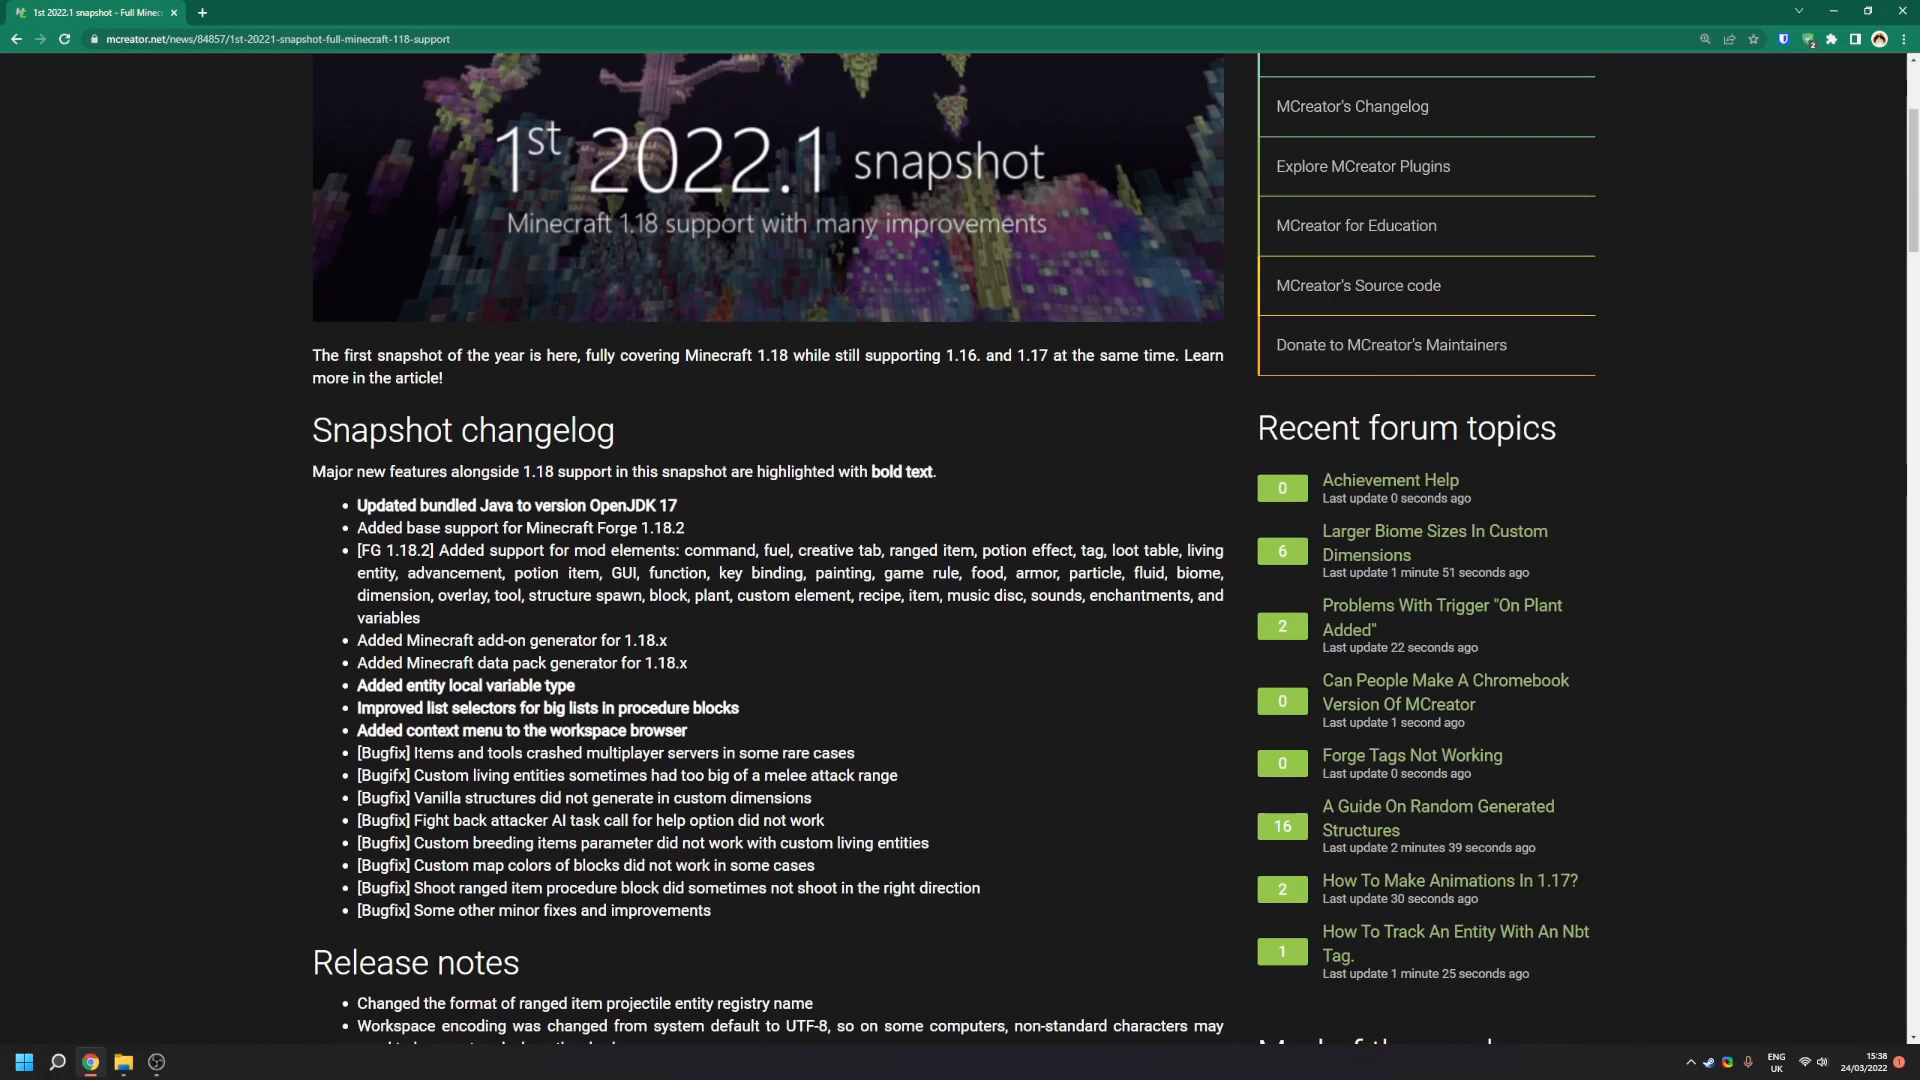 1st 2022.1 snapshot - Full Minec
mcreator.net/news/84857/1st-20221-snapshot-full-minecraft-118-support
2
1st 2022.1 snapshot
Minecraft 1.18 support with many improvements
The first snapshot of the year is here, fully covering Minecraft 1.18 while still supporting 1.16. and 1.17 at the same time. Learn
more in the article!
Snapshot changelog
Major new features alongside 1.18 support in this snapshot are highlighted with bold text.
• Updated bundled Java to version OpenJDK 17
• Added base support for Minecraft Forge 1.18.2
• [FG 1.18.2] Added support for mod elements: command, fuel, creative tab, ranged item, potion effect, tag, loot table, living
entity, advancement, potion item, GUI, function, key binding, painting, game rule, food, armor, particle, fluid, biome,
dimension, overlay, tool, structure spawn, block, plant, custom element, recipe, item, music disc, sounds, enchantments, and
variables
• Added Minecraft add-on generator for 1.18.x
• Added Minecraft data pack generator for 1.18.x
• Added entity local variable type
• Improved list selectors for big lists in procedure blocks
• Added context menu to the workspace browser
• [Bugfix] Items and tools crashed multiplayer servers in some rare cases
• [Bugifx] Custom living entities sometimes had too big of a melee attack range
• [Bugfix] Vanilla structures did not generate in custom dimensions
• [Bugfix] Fight back attacker AI task call for help option did not work
• [Bugfix] Custom breeding items parameter did not work with custom living entities
• [Bugfix] Custom map colors of blocks did not work in some cases
• [Bugfix] Shoot ranged item procedure block did sometimes not shoot in the right direction
• [Bugfix] Some other minor fixes and improvements
Release notes
• Changed the format of ranged item projectile entity registry name
• Workspace encoding was changed from system default to UTF-8, so on some computers, non-standard characters may
MCreator's Changelog
Explore MCreator Plugins
MCreator for Education
MCreator's Source code
Donate to MCreator's Maintainers
Recent forum topics
0
Achievement Help
Last update 0 seconds ago
6
Larger Biome Sizes In Custom
Dimensions
Last update 1 minute 51 seconds ago
2
Problems With Trigger "On Plant
Added"
Last update 22 seconds ago
0
Can People Make A Chromebook
Version Of MCreator
Last update 1 second ago
0
Forge Tags Not Working
Last update 0 seconds ago
16
A Guide On Random Generated
Structures
Last update 2 minutes 39 seconds ago
2
How To Make Animations In 1.17?
Last update 30 seconds ago
1
How To Track An Entity With An Nbt
Tag.
Last update 1 minute 25 seconds ago
ENG
UK
15:38
24/03/2022
1